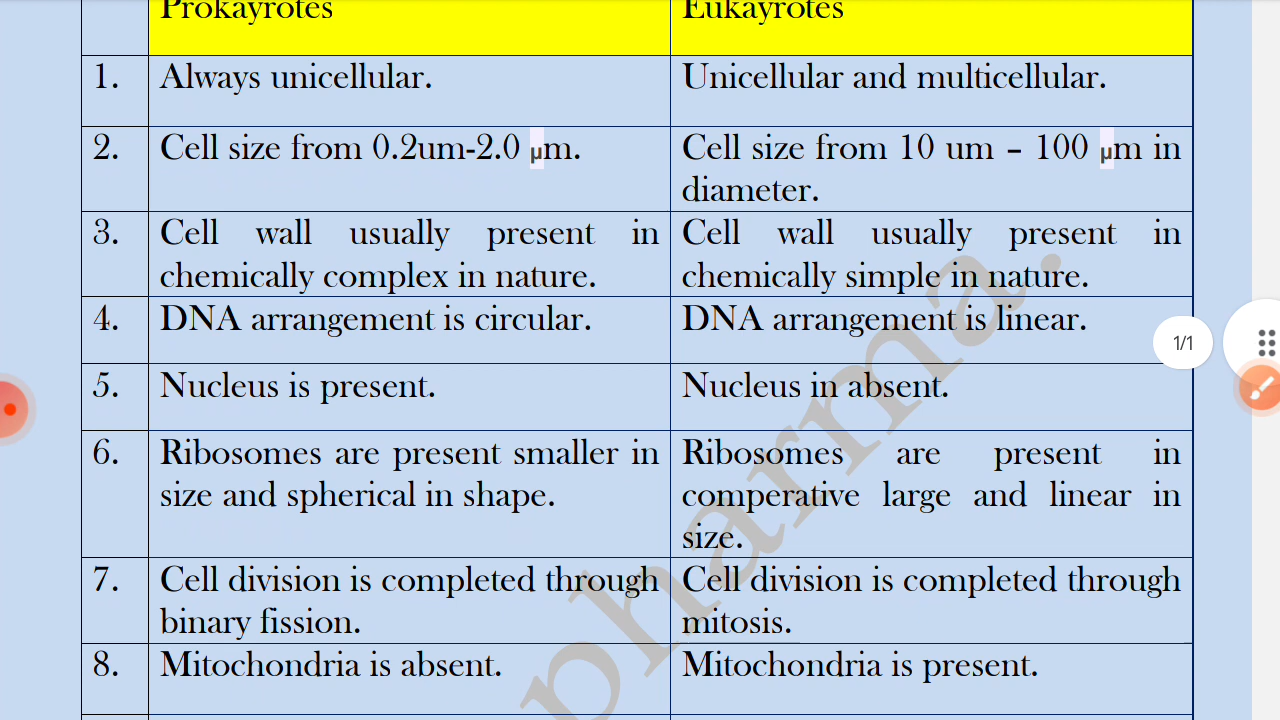 Prokayrotes Eukayrotes
1. Always unicellular. Unicellular and multicellular.
2. Cell size from 0.2um-2.0 µm. Cell size from 10 um – 100 µm in
diameter.
3. Cell wall usually present in Cell wall usually present in
chemically complex in nature. chemically simple in nature.
4. DNA arrangement is circular. DNA arrangement is linear.
1/1
5. Nucleus is present. Nucleus in absent.
6. Ribosomes are present smaller in Ribosomes are present in
size and spherical in shape. comperative large and linear in
size.
7. Cell division is completed through Cell division is completed through
binary fission. mitosis.
8. Mitochondria is absent. Mitochondria is present.
pharma.